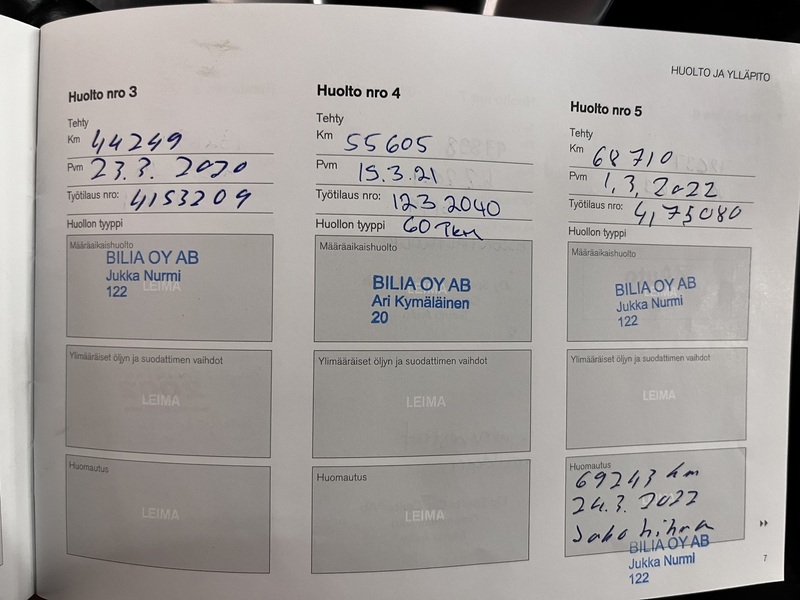 HUOLTO JA YLLÄPITO
Huolto nro 3
Tehty
Km 44249
Pvm 23.3. 2020
Työtilaus nro: 4153209
Huollon tyyppi
Määräaikaishuolto
LEIMA
BILIA OY AB
Jukka Nurmi
122
Ylimääräiset öljyn ja suodattimen vaihdot
LEIMA
Huomautus
LEIMA
Huolto nro 4
Tehty
Km 55605
Pvm 15.3.21
Työtilaus nro: 1232040
Huollon tyyppi 60 Tkm
Määräaikaishuolto
BILIA OY AB
Ari Kymäläinen
20
Ylimääräiset öljyn ja suodattimen vaihdot
LEIMA
Huomautus
LEIMA
Huolto nro 5
Tehty
Km 68710
Pvm 1.3.2022
Työtilaus nro: 4175080
Huollon tyyppi
Määräaikaishuolto
BILIA OY AB
Jukka Nurmi
122
Ylimääräiset öljyn ja suodattimen vaihdot
LEIMA
Huomautus
69243 km
24.3. 2022
Jako hihna
BILIA OY AB
Jukka Nurmi
122
7